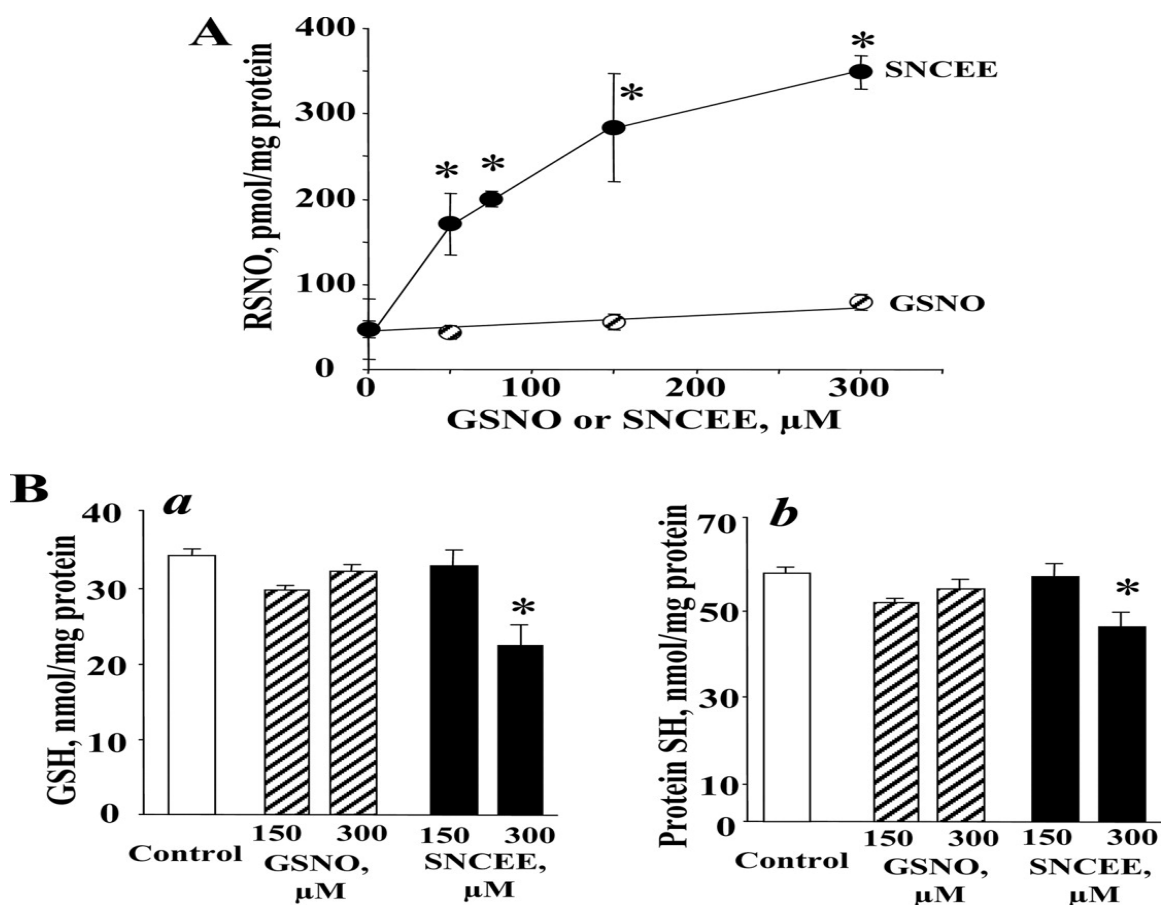 A
RSNO, pmol/mg protein
400
300
200
100
0
*
*
*
*
SNCEE
GSNO
0
100
200
300
GSNO or SNCEE, µM
B
a
GSH, nmol/mg protein
40
30
20
10
0
*
Control
150
300
150
300
GSNO,
µM
SNCEE,
µM
b
Protein SH, nmol/mg protein
70
50
30
10
0
*
Control
150
300
150
300
GSNO,
µM
SNCEE,
µM